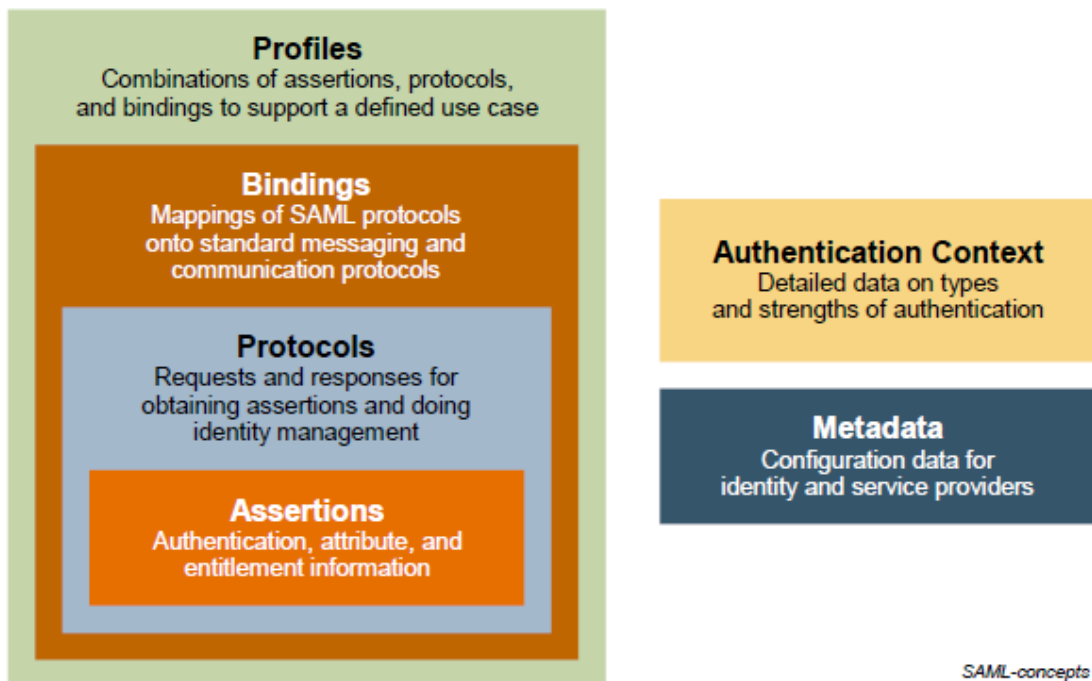 Profiles
Combinations of assertions, protocols,
and bindings to support a defined use case
Bindings
Mappings of SAML protocols
onto standard messaging and
communication protocols
Protocols
Requests and responses for
obtaining assertions and doing
identity management
Assertions
Authentication, attribute, and
entitlement information
Authentication Context
Detailed data on types
and strengths of authentication
Metadata
Configuration data for
identity and service providers
SAML-concepts